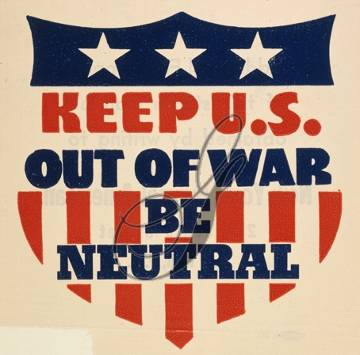 KEEP U.S.
OUT OF WAR
BE
NEUTRAL